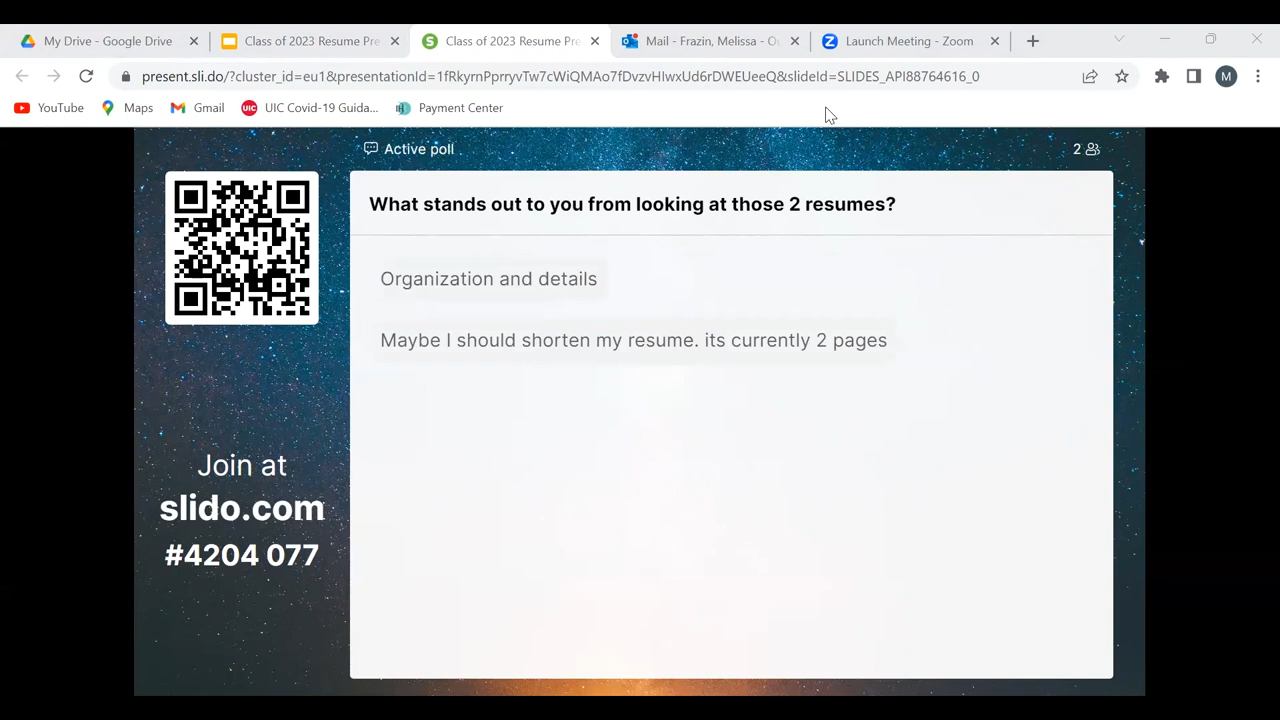 My Drive - Google Drive
Class of 2023 Resume Pre
Class of 2023 Resume Pre
Mail - Frazin, Melissa - Ou
Launch Meeting - Zoom
present.sli.do/?cluster_id=eu1&presentationId=1fRkyrnPprryvTw7cWiQMAo7fDvzvHIwxUd6rDWEUeeQ&slideId=SLIDES_API88764616_0
M
YouTube
Maps
Gmail
UIC
UIC Covid-19 Guida...
Payment Center
Active poll
2
What stands out to you from looking at those 2 resumes?
Organization and details
Maybe I should shorten my resume. its currently 2 pages
Join at
slido.com
#4204 077